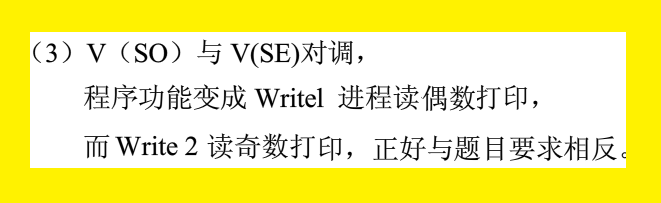 （3）V（SO）与 V(SE)对调，
程序功能变成 Writel 进程读偶数打印，
而 Write 2 读奇数打印，正好与题目要求相反。